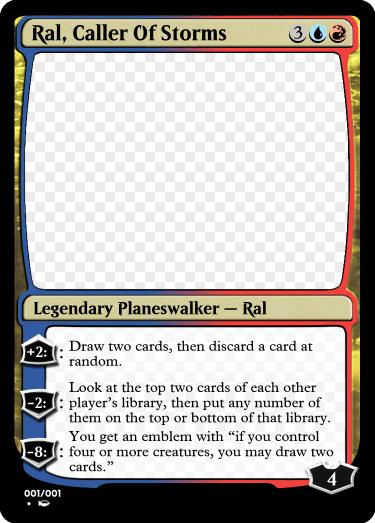 Ral, Caller Of Storms 3
Legendary Planeswalker — Ral
+2: Draw two cards, then discard a card at
random.
-2: Look at the top two cards of each other
player's library, then put any number of
them on the top or bottom of that library.
-8: You get an emblem with “if you control
four or more creatures, you may draw two
cards.”
4
001/001